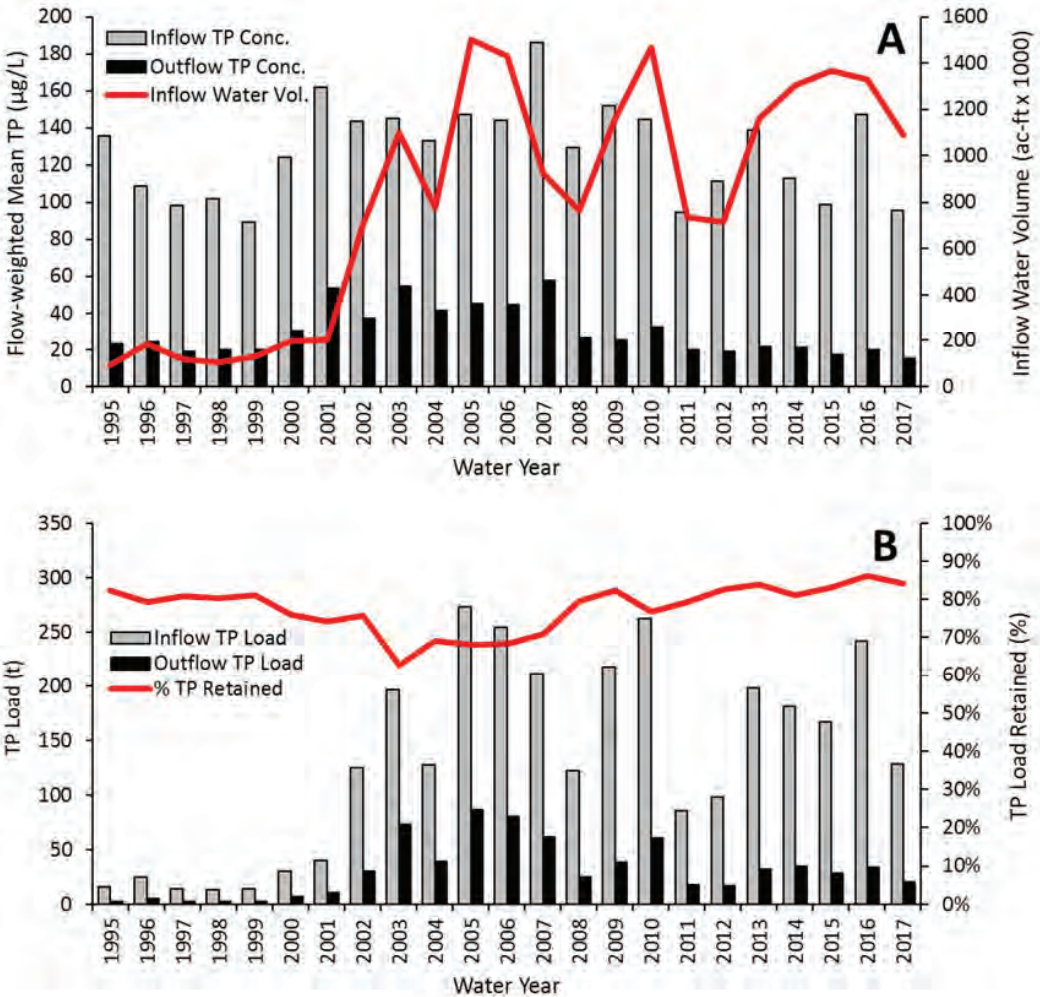 A
Inflow TP Conc.
Outflow TP Conc.
Inflow Water Vol.
Flow-weighted Mean TP (µg/L)
200
180
160
140
120
100
80
60
40
20
0
Inflow Water Volume (ac-ft.x 1000)
1600
1400
1200
1000
800
600
400
200
0
1995 1996 1997 1998 1999 2000 2001 2002 2003 2004 2005 2006 2007 2008 2009 2010 2011 2012 2013 2014 2015 2016 2017
Water Year
B
Inflow TP Load
Outflow TP Load
% TP Retained
TP Load (t)
350
300
250
200
150
100
50
0
TP Load Retained (%)
100%
90%
80%
70%
60%
50%
40%
30%
20%
10%
0%
1995 1996 1997 1998 1999 2000 2001 2002 2003 2004 2005 2006 2007 2008 2009 2010 2011 2012 2013 2014 2015 2016 2017
Water Year